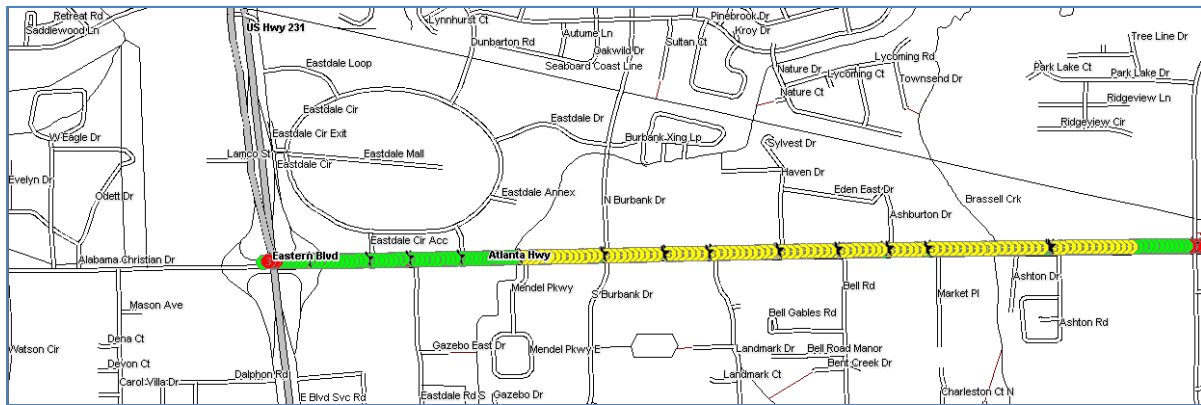 Retreat Rd
Saddlewood Ln
US Hwy 231
Lynnhurst Ct
Autumn Ln
Pinebrook Dr
Kroy Dr
Dunbarton Rd
Oakwild Dr
Sultan Ct
Seaboard Coast Line
Tree Line Dr
Lycoming Rd
Eastdale Loop
Nature Dr
Lycoming Ct
Townsend Dr
Park Lake Ct
Park Lake Dr
Nature Ct
Ridgeview Ln
Eastdale Cir
Eastdale Dr
Ridgeview Cir
W Eagle Dr
Eastdale Cir Exit
Burbank Xing Lp
Sylvest Dr
Lamco St
Eastdale Mall
Eastdale Cir
Haven Dr
Evelyn Dr
Odett Dr
Eastdale Annex
N Burbank Dr
Eden East Dr
Brassell Crk
Ashburton Dr
Eastdale Cir Acc
Alabama Christian Dr
Eastern Blvd
Atlanta Hwy
Mendel Pkwy
S Burbank Dr
Bell Rd
Market Pl
Ashton Dr
Mason Ave
Bell Gables Rd
Ashton Rd
Watson Cir
Dena Ct
Gazebo East Dr
Mendel Pkwy E
Landmark Dr
Bell Road Manor
Devon Ct
Bent Creek Dr
Carol Villa Dr
Dalphon Rd
Landmark Ct
E Blvd Svc Rd
Eastdale Rd S
Gazebo Dr
Charleston Ct N